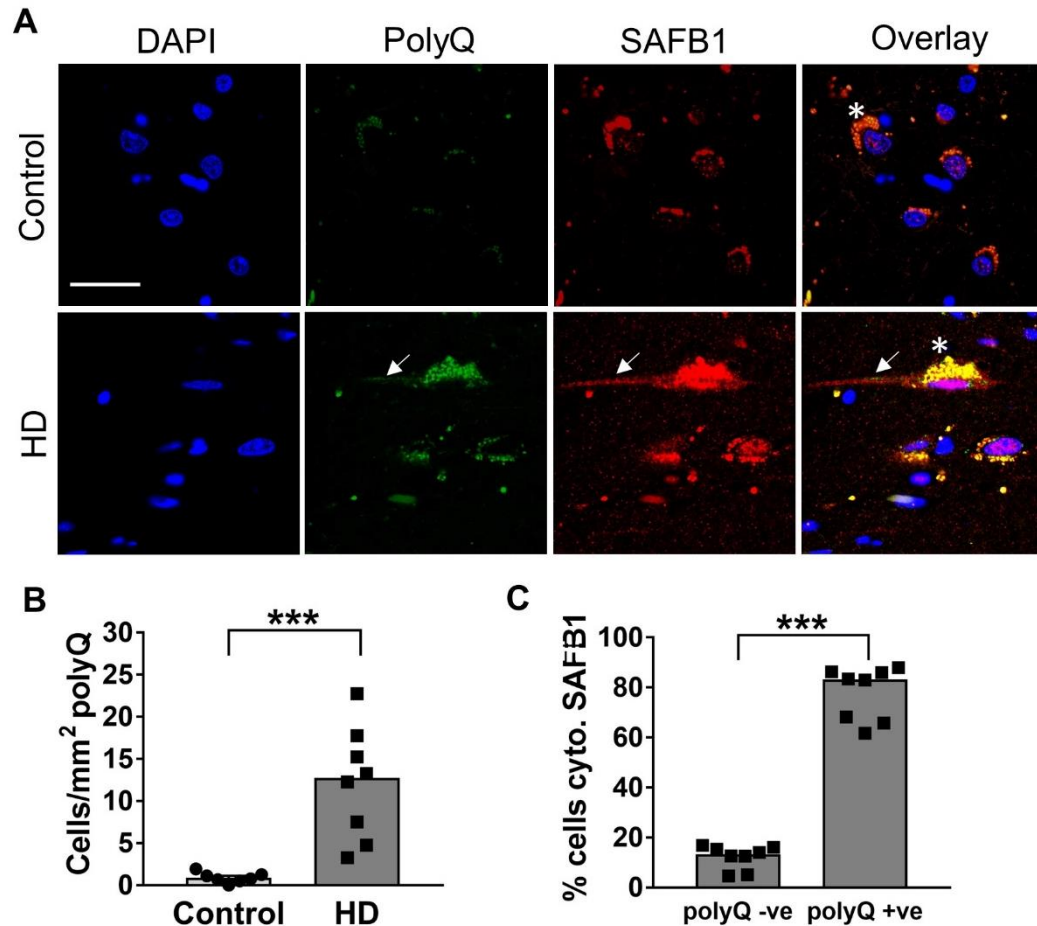 A
DAPI PolyQ SAFB1 Overlay
Control
*
HD
*
B
***
Cells/mm² polyQ
30
25
20
15
10
5
0
Control HD
C
***
% cells cyto. SAFB1
100
80
60
40
20
0
polyQ -ve polyQ +ve